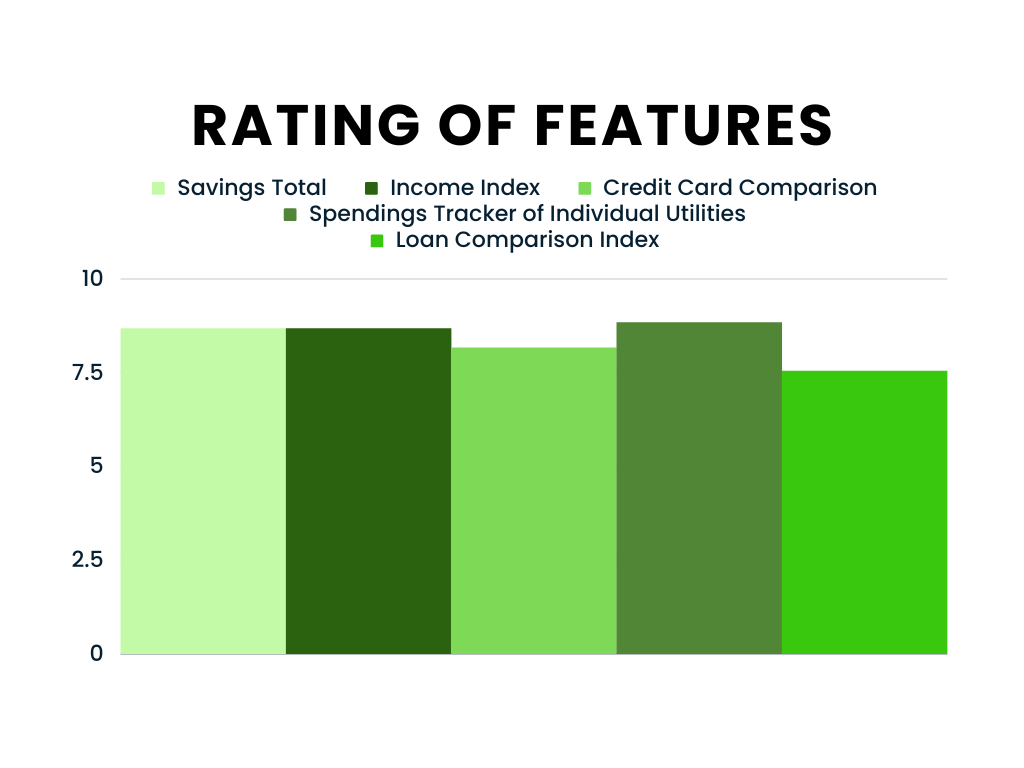 RATING OF FEATURES
Savings Total Income Index Credit Card Comparison
Spendings Tracker of Individual Utilities
Loan Comparison Index
10
7.5
5
2.5
0